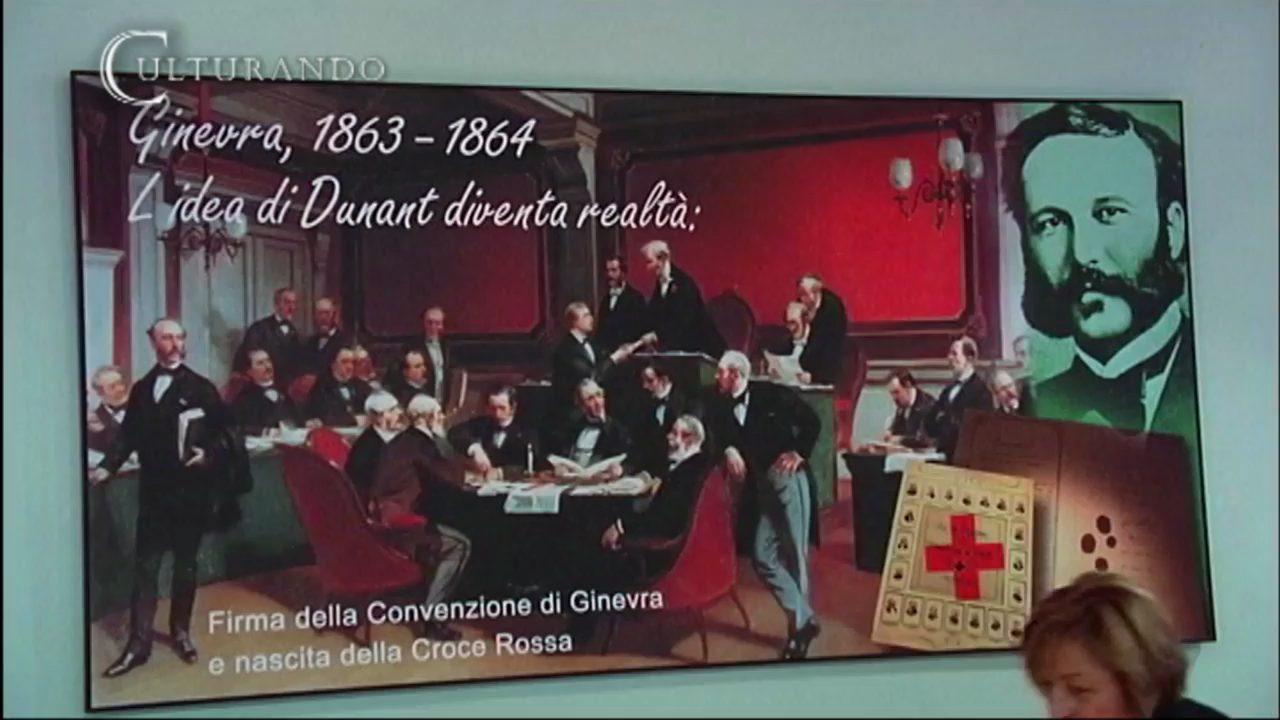 CULTURANDO
Ginevra, 1863 - 1864
L'idea di Dunant diventa realtà:
Firma della Convenzione di Ginevra
e nascita della Croce Rossa